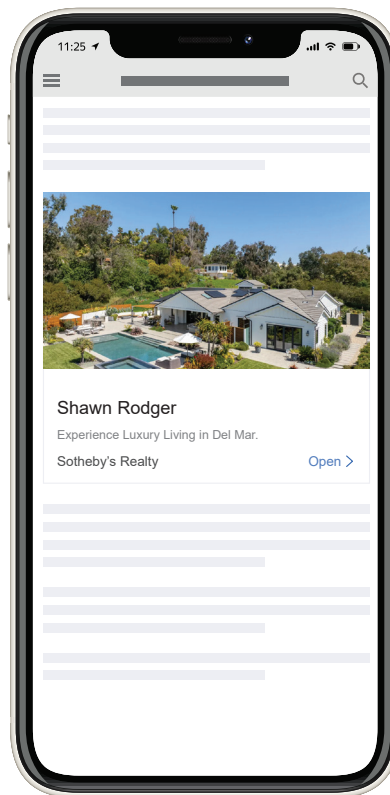 11:25
Shawn Rodger
Experience Luxury Living in Del Mar.
Sotheby's Realty
Open